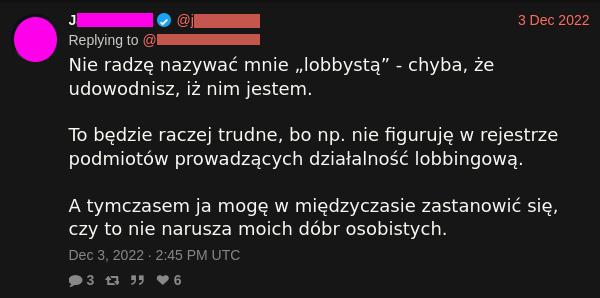 J @j 3 Dec 2022
Replying to @
Nie radzę nazywać mnie „lobbystą” - chyba, że
udowodnisz, iż nim jestem.
To będzie raczej trudne, bo np. nie figuruję w rejestrze
podmiotów prowadzących działalność lobbingową.
A tymczasem ja mogę w międzyczasie zastanowić się,
czy to nie narusza moich dóbr osobistych.
Dec 3, 2022 · 2:45 PM UTC
3 6